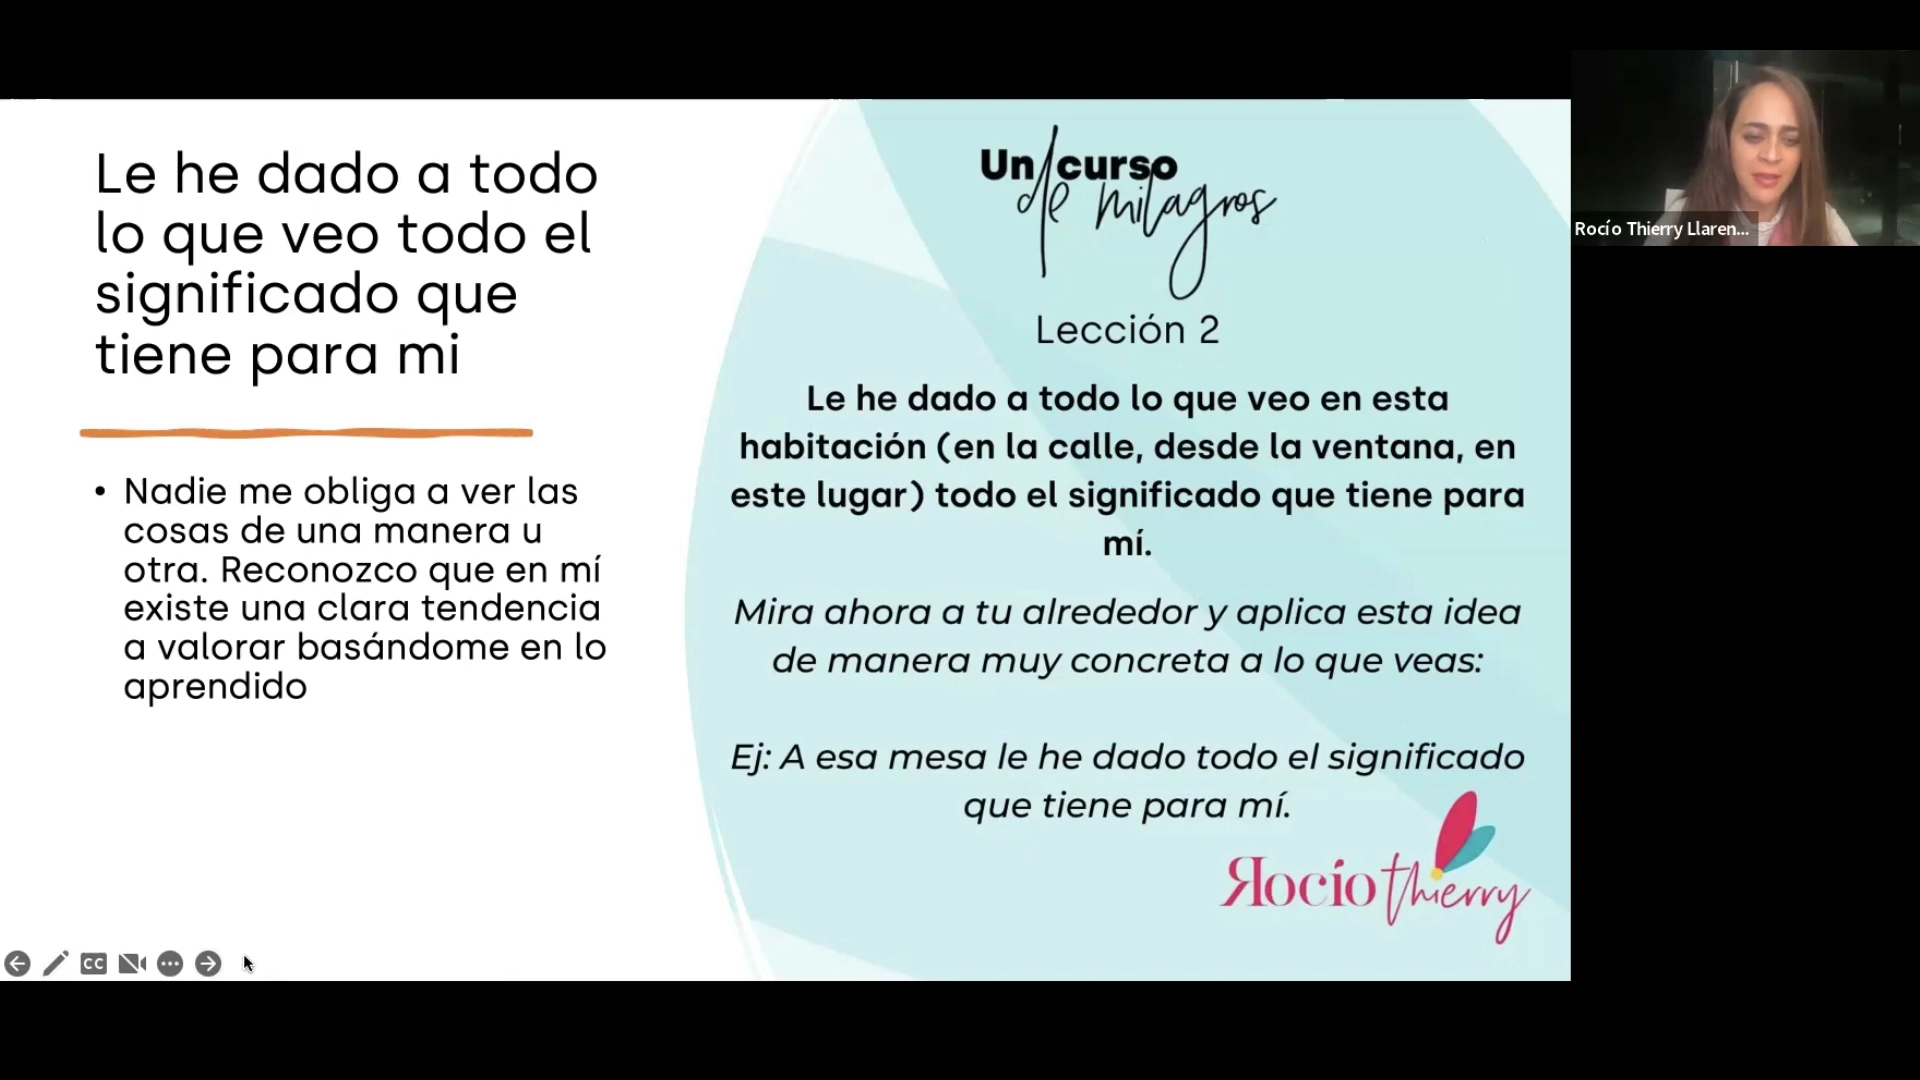 Le he dado a todo
lo que veo todo el
significado que
tiene para mi
• Nadie me obliga a ver las
cosas de una manera u
otra. Reconozco que en mí
existe una clara tendencia
a valorar basándome en lo
aprendido
Un curso
de milagros
Lección 2
Le he dado a todo lo que veo en esta
habitación (en la calle, desde la ventana, en
este lugar) todo el significado que tiene para
mí.
Mira ahora a tu alrededor y aplica esta idea
de manera muy concreta a lo que veas:
Ej: A esa mesa le he dado todo el significado
que tiene para mí.
Rocío Thierry
CC
Rocío Thierry Llaren...